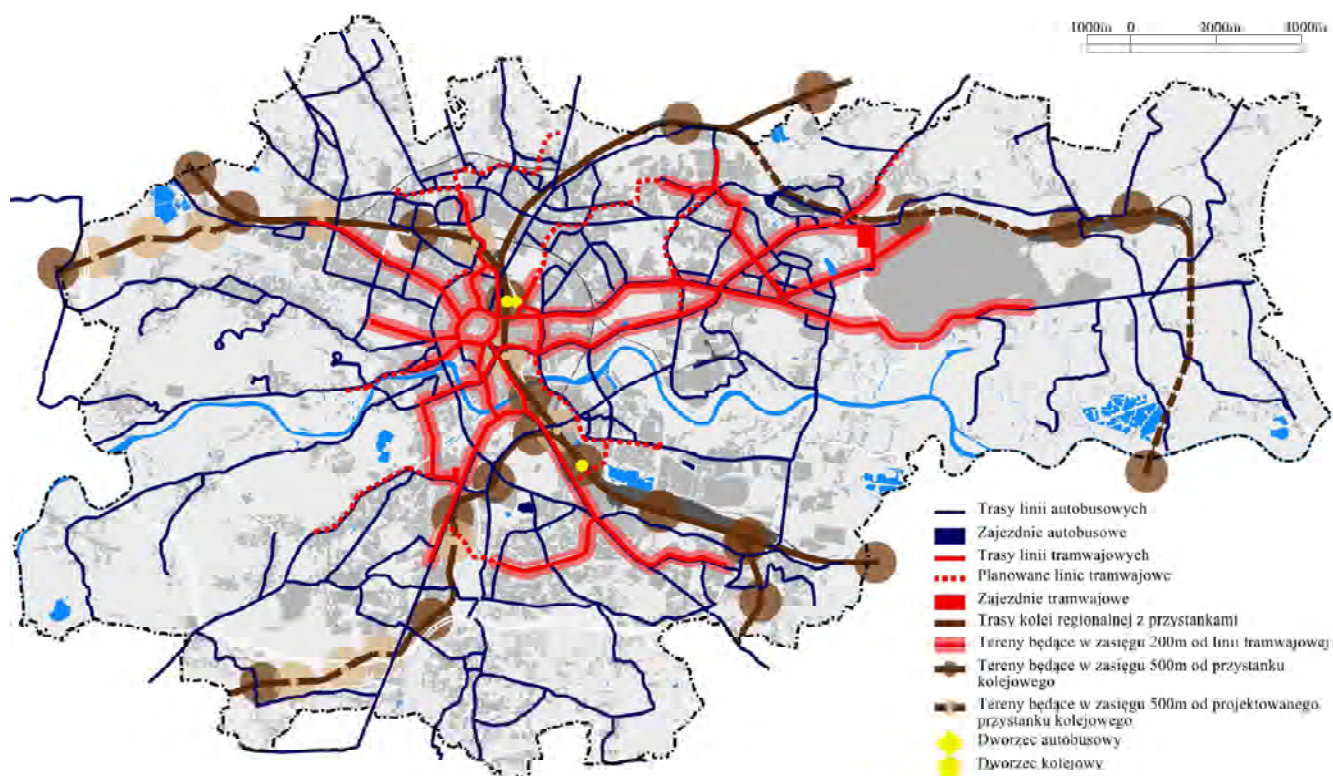 1000m 0 2000m 4000m
Trasy linii autobusowych
Zajezdnie autobusowe
Trasy linii tramwajowych
Planowane linie tramwajowe
Zajezdnie tramwajowe
Trasy kolei regionalnej z przystankami
Tereny będące w zasięgu 200m od linii tramwajowej
Tereny będące w zasięgu 500m od przystanku
kolejowego
Tereny będące w zasięgu 500m od projektowanego
przystanku kolejowego
Dworzec autobusowy
Dworzec kolejowy